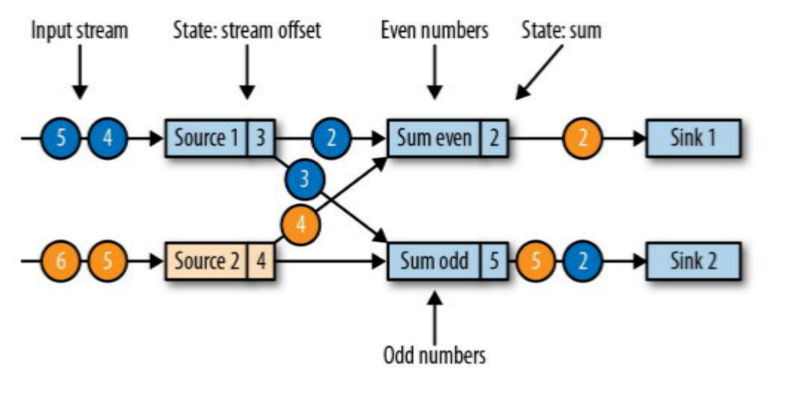 Input stream
State: stream offset
Even numbers
State: sum
5 4 Source 1 3 2 Sum even 2 2 Sink 1
3
4
6 5 Source 2 4 Sum odd 5 5 2 Sink 2
Odd numbers